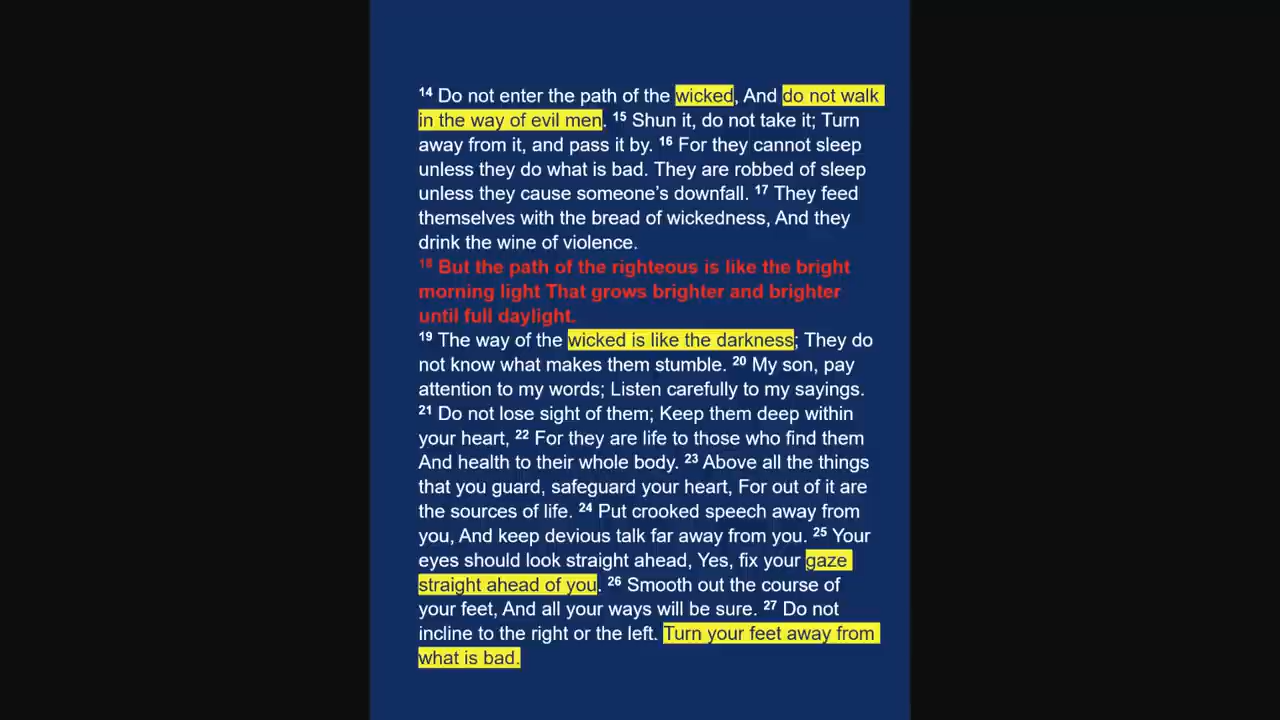 14 Do not enter the path of the wicked, And do not walk
in the way of evil men. 15 Shun it, do not take it; Turn
away from it, and pass it by. 16 For they cannot sleep
unless they do what is bad. They are robbed of sleep
unless they cause someone’s downfall. 17 They feed
themselves with the bread of wickedness, And they
drink the wine of violence.
18 But the path of the righteous is like the bright
morning light That grows brighter and brighter
until full daylight.
19 The way of the wicked is like the darkness; They do
not know what makes them stumble. 20 My son, pay
attention to my words; Listen carefully to my sayings.
21 Do not lose sight of them; Keep them deep within
your heart, 22 For they are life to those who find them
And health to their whole body. 23 Above all the things
that you guard, safeguard your heart, For out of it are
the sources of life. 24 Put crooked speech away from
you, And keep devious talk far away from you. 25 Your
eyes should look straight ahead, Yes, fix your gaze
straight ahead of you. 26 Smooth out the course of
your feet, And all your ways will be sure. 27 Do not
incline to the right or the left. Turn your feet away from
what is bad.